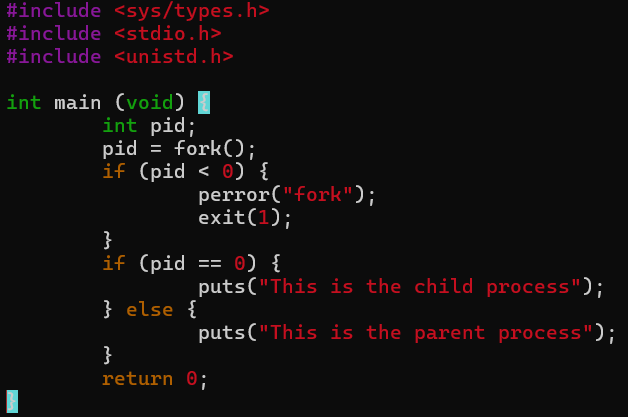 #include <sys/types.h>
#include <stdio.h>
#include <unistd.h>

int main (void) {
        int pid;
        pid = fork();
        if (pid < 0) {
                perror("fork");
                exit(1);
        }
        if (pid == 0) {
                puts("This is the child process");
        } else {
                puts("This is the parent process");
        }
        return 0;
}